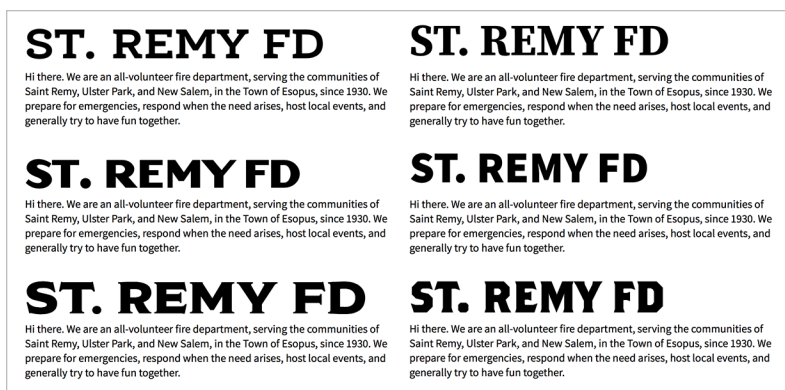 ST. REMY FD
Hi there. We are an all-volunteer fire department, serving the communities of
Saint Remy, Ulster Park, and New Salem, in the Town of Esopus, since 1930. We
prepare for emergencies, respond when the need arises, host local events, and
generally try to have fun together.
ST. REMY FD
Hi there. We are an all-volunteer fire department, serving the communities of
Saint Remy, Ulster Park, and New Salem, in the Town of Esopus, since 1930. We
prepare for emergencies, respond when the need arises, host local events, and
generally try to have fun together.
ST. REMY FD
Hi there. We are an all-volunteer fire department, serving the communities of
Saint Remy, Ulster Park, and New Salem, in the Town of Esopus, since 1930. We
prepare for emergencies, respond when the need arises, host local events, and
generally try to have fun together.
ST. REMY FD
Hi there. We are an all-volunteer fire department, serving the communities of
Saint Remy, Ulster Park, and New Salem, in the Town of Esopus, since 1930. We
prepare for emergencies, respond when the need arises, host local events, and
generally try to have fun together.
ST. REMY FD
Hi there. We are an all-volunteer fire department, serving the communities of
Saint Remy, Ulster Park, and New Salem, in the Town of Esopus, since 1930. We
prepare for emergencies, respond when the need arises, host local events, and
generally try to have fun together.
ST. REMY FD
Hi there. We are an all-volunteer fire department, serving the communities of
Saint Remy, Ulster Park, and New Salem, in the Town of Esopus, since 1930. We
prepare for emergencies, respond when the need arises, host local events, and
generally try to have fun together.